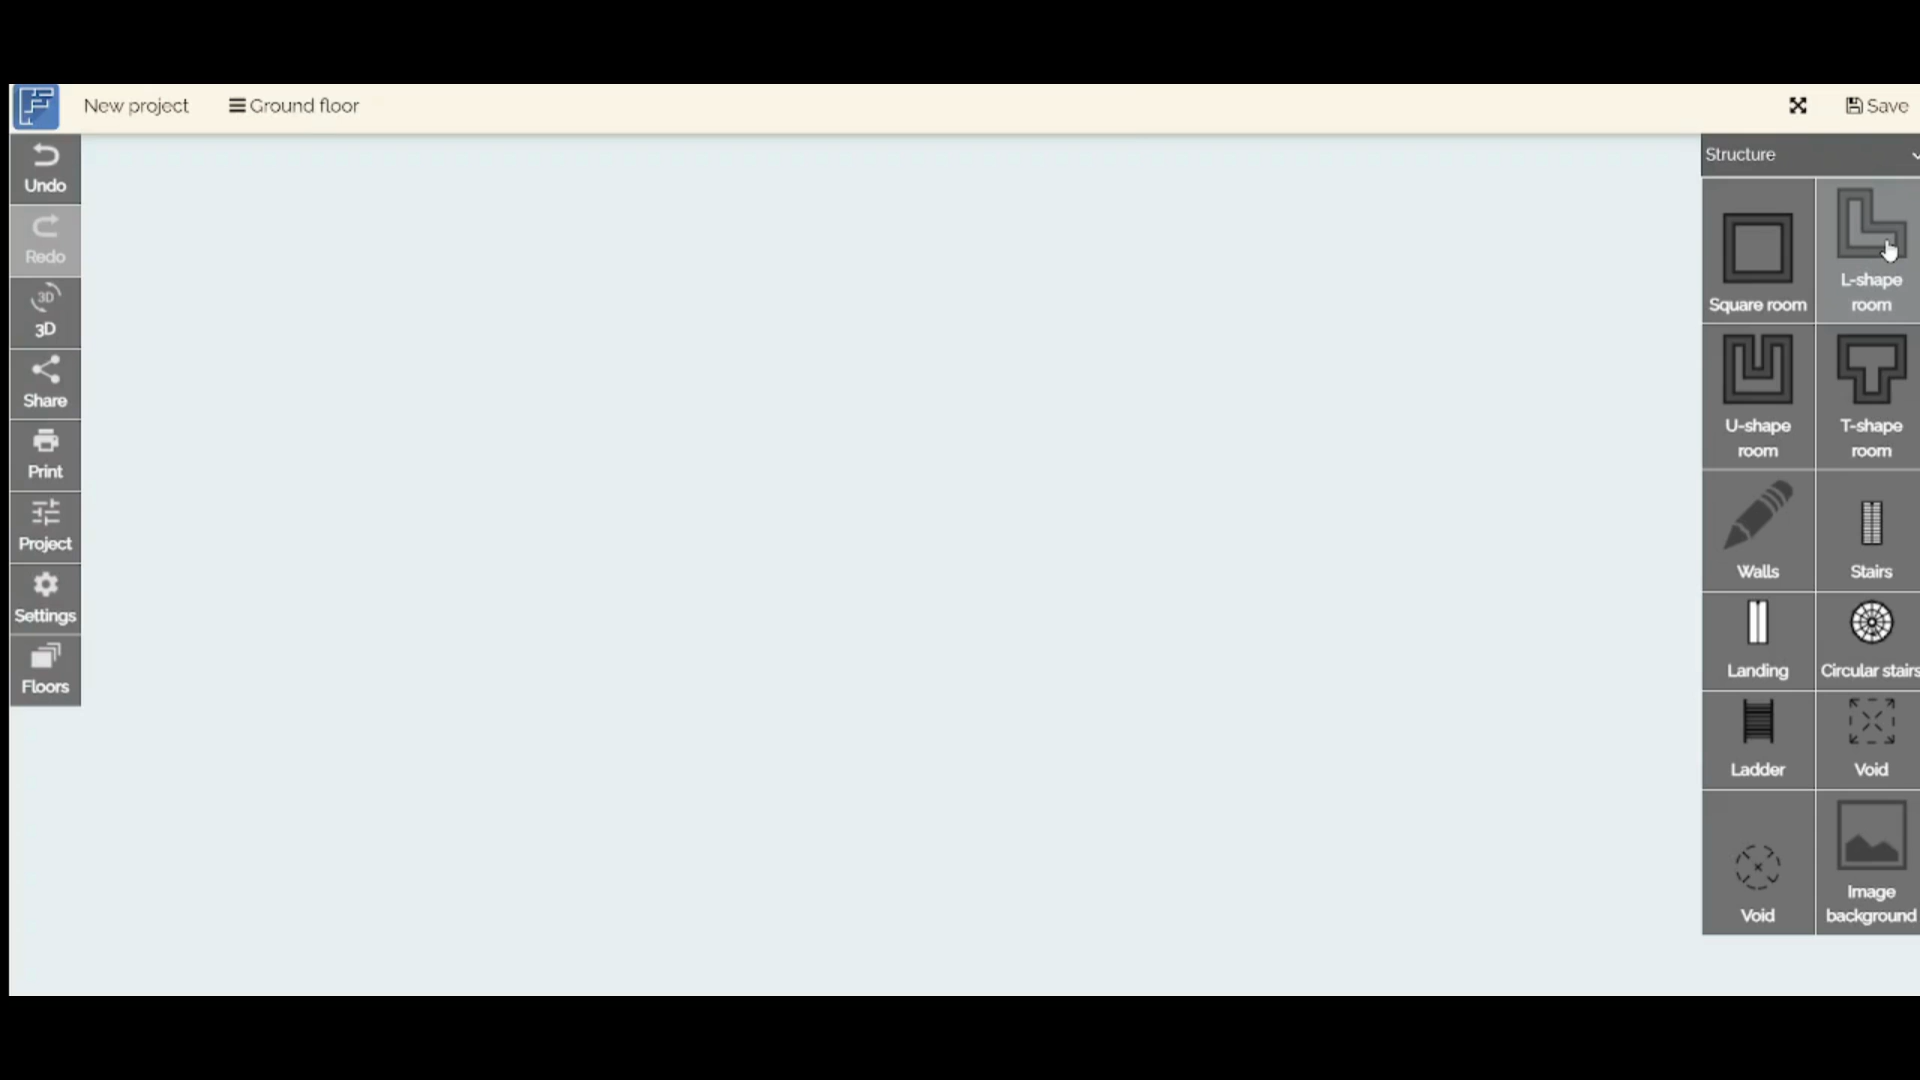 New project
Ground floor
Save
Undo
Redo
3D
3D
Share
Print
Project
Settings
Floors
Structure
Square room
L-shape
room
U-shape
room
T-shape
room
Walls
Stairs
Landing
Circular stairs
Ladder
Void
Void
Image
background